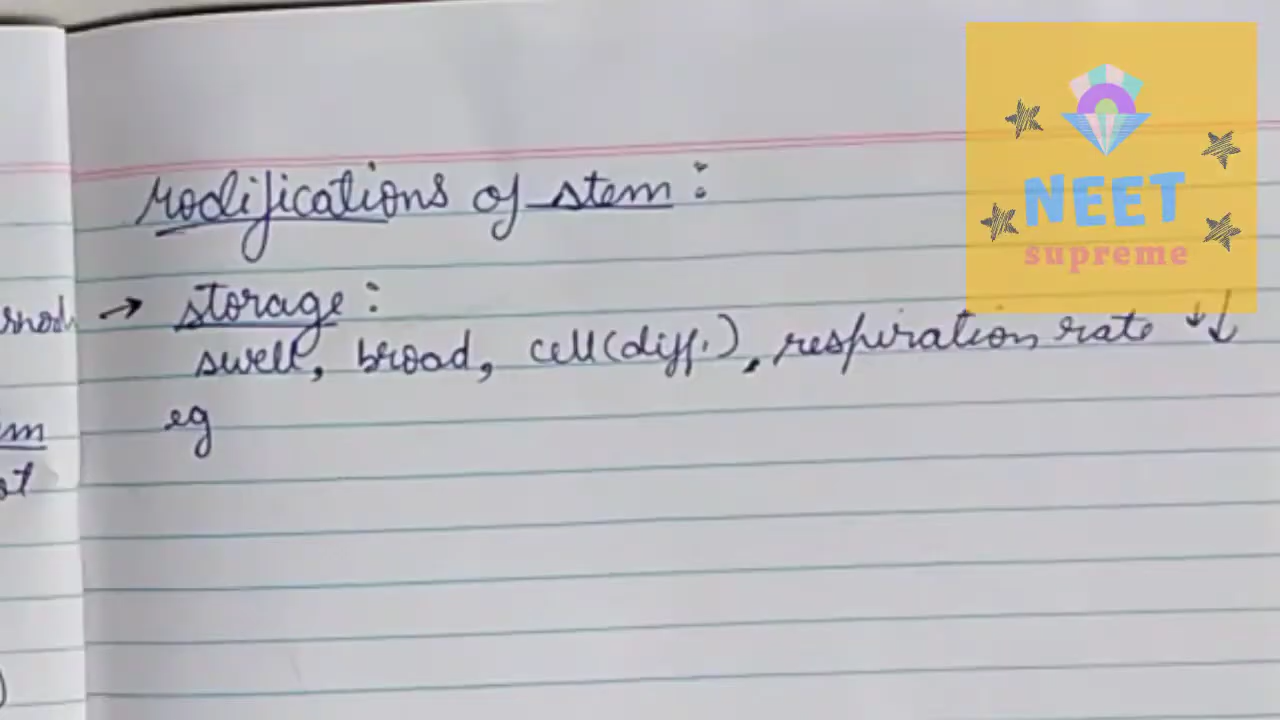 Modifications of stem :
→ storage :
swell, broad, cell (diff.), respiration rate ↓↓
eg
NEET
supreme